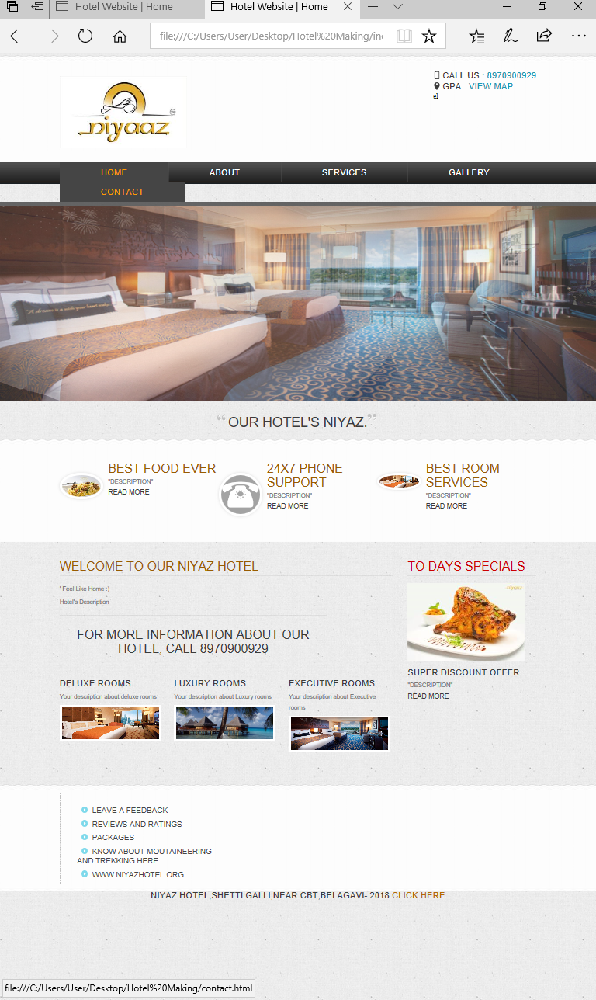 Hotel Website | Home
Hotel Website | Home
file:///C:/Users/User/Desktop/Hotel%20Making/in
niyaaz
CALL US : 8970900929
GPA : VIEW MAP
el
HOME ABOUT SERVICES GALLERY
CONTACT
“ OUR HOTEL'S NIYAZ. ”
BEST FOOD EVER
"DESCRIPTION"
READ MORE
24X7 PHONE
SUPPORT
"DESCRIPTION"
READ MORE
BEST ROOM
SERVICES
"DESCRIPTION"
READ MORE
WELCOME TO OUR NIYAZ HOTEL
' Feel Like Home :)
Hotel's Description
FOR MORE INFORMATION ABOUT OUR
HOTEL, CALL 8970900929
DELUXE ROOMS
Your description about deluxe rooms
LUXURY ROOMS
Your description about Luxury rooms
EXECUTIVE ROOMS
Your description about Executive
rooms
TO DAYS SPECIALS
niyaaz
SUPER DISCOUNT OFFER
"DESCRIPTION"
READ MORE
LEAVE A FEEDBACK
REVIEWS AND RATINGS
PACKAGES
KNOW ABOUT MOUTAINEERING
AND TREKKING HERE
WWW.NIYAZHOTEL.ORG
NIYAZ HOTEL,SHETTI GALLI,NEAR CBT,BELAGAVI- 2018 CLICK HERE
file:///C:/Users/User/Desktop/Hotel%20Making/contact.html